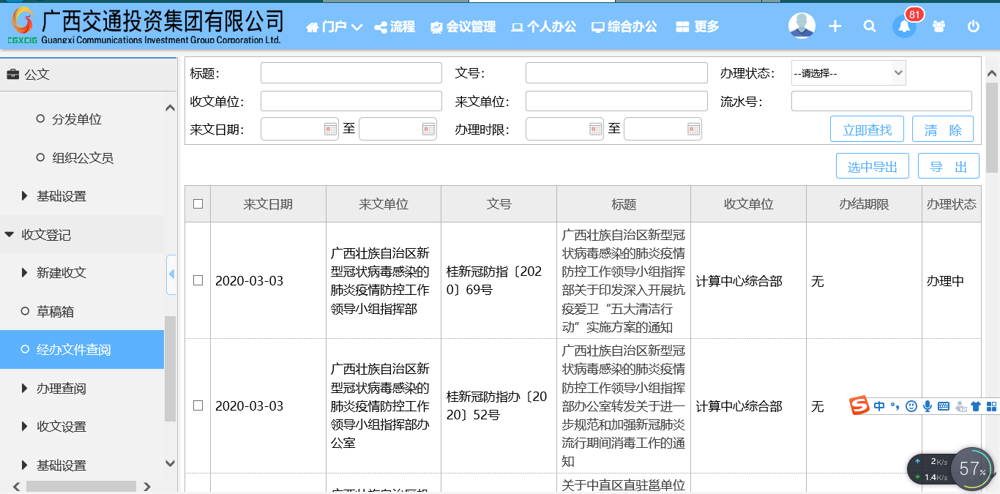 广西交通投资集团有限公司
CGXCIG Guangxi Communications Investment Group Corporation Ltd.
门户 流程 会议管理 个人办公 综合办公 更多
81
公文
分发单位
组织公文员
基础设置
收文登记
新建收文
草稿箱
经办文件查阅
办理查阅
收文设置
基础设置
标题: 文号: 办理状态: --请选择--
收文单位: 来文单位: 流水号:
来文日期: 至 办理时限: 至 立即查找 清 除
选中导出 导 出
来文日期 来文单位 文号 标题 收文单位 办结期限 办理状态
2020-03-03
广西壮族自治区新
型冠状病毒感染的
肺炎疫情防控工作
领导小组指挥部
桂新冠防指〔202
0〕69号
广西壮族自治区新型冠
状病毒感染的肺炎疫情
防控工作领导小组指挥
部关于印发深入开展抗
疫爱卫“五大清洁行
动”实施方案的通知
计算中心综合部
无
办理中
2020-03-03
广西壮族自治区新
型冠状病毒感染的
肺炎疫情防控工作
领导小组指挥部办
公室
桂新冠防指办〔20
20〕52号
广西壮族自治区新型冠
状病毒感染的肺炎疫情
防控工作领导小组指挥
部办公室转发关于进一
步规范和加强新冠肺炎
流行期间消毒工作的通
知
计算中心综合部
无
关于中直区直驻邕单位
中
2K/s
1.4K/s
57%